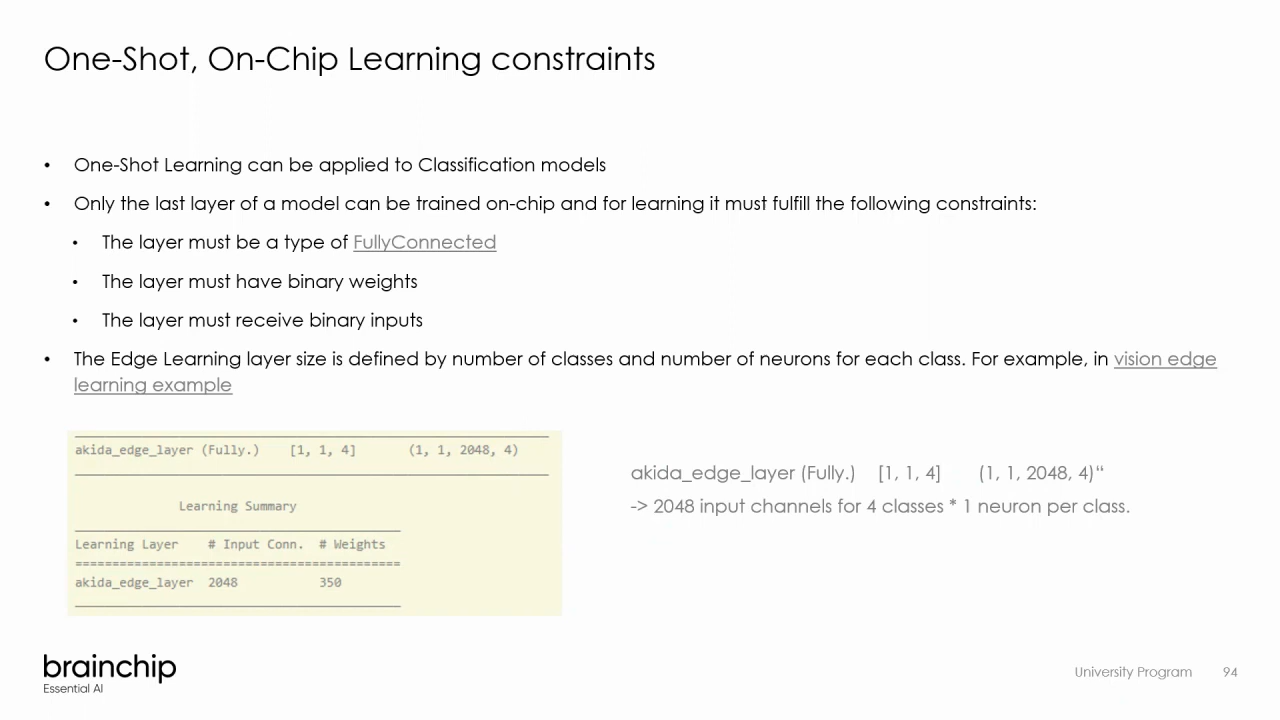 One-Shot, On-Chip Learning constraints
• One-Shot Learning can be applied to Classification models
• Only the last layer of a model can be trained on-chip and for learning it must fulfill the following constraints:
• The layer must be a type of FullyConnected
• The layer must have binary weights
• The layer must receive binary inputs
• The Edge Learning layer size is defined by number of classes and number of neurons for each class. For example, in vision edge
learning example
akida_edge_layer (Fully.) [1, 1, 4] (1, 1, 2048, 4)
Learning Summary
Learning Layer # Input Conn. # Weights
============================================
akida_edge_layer 2048 350
akida_edge_layer (Fully.) [1, 1, 4] (1, 1, 2048, 4)“
-> 2048 input channels for 4 classes * 1 neuron per class.
brainchip
Essential AI
University Program 94